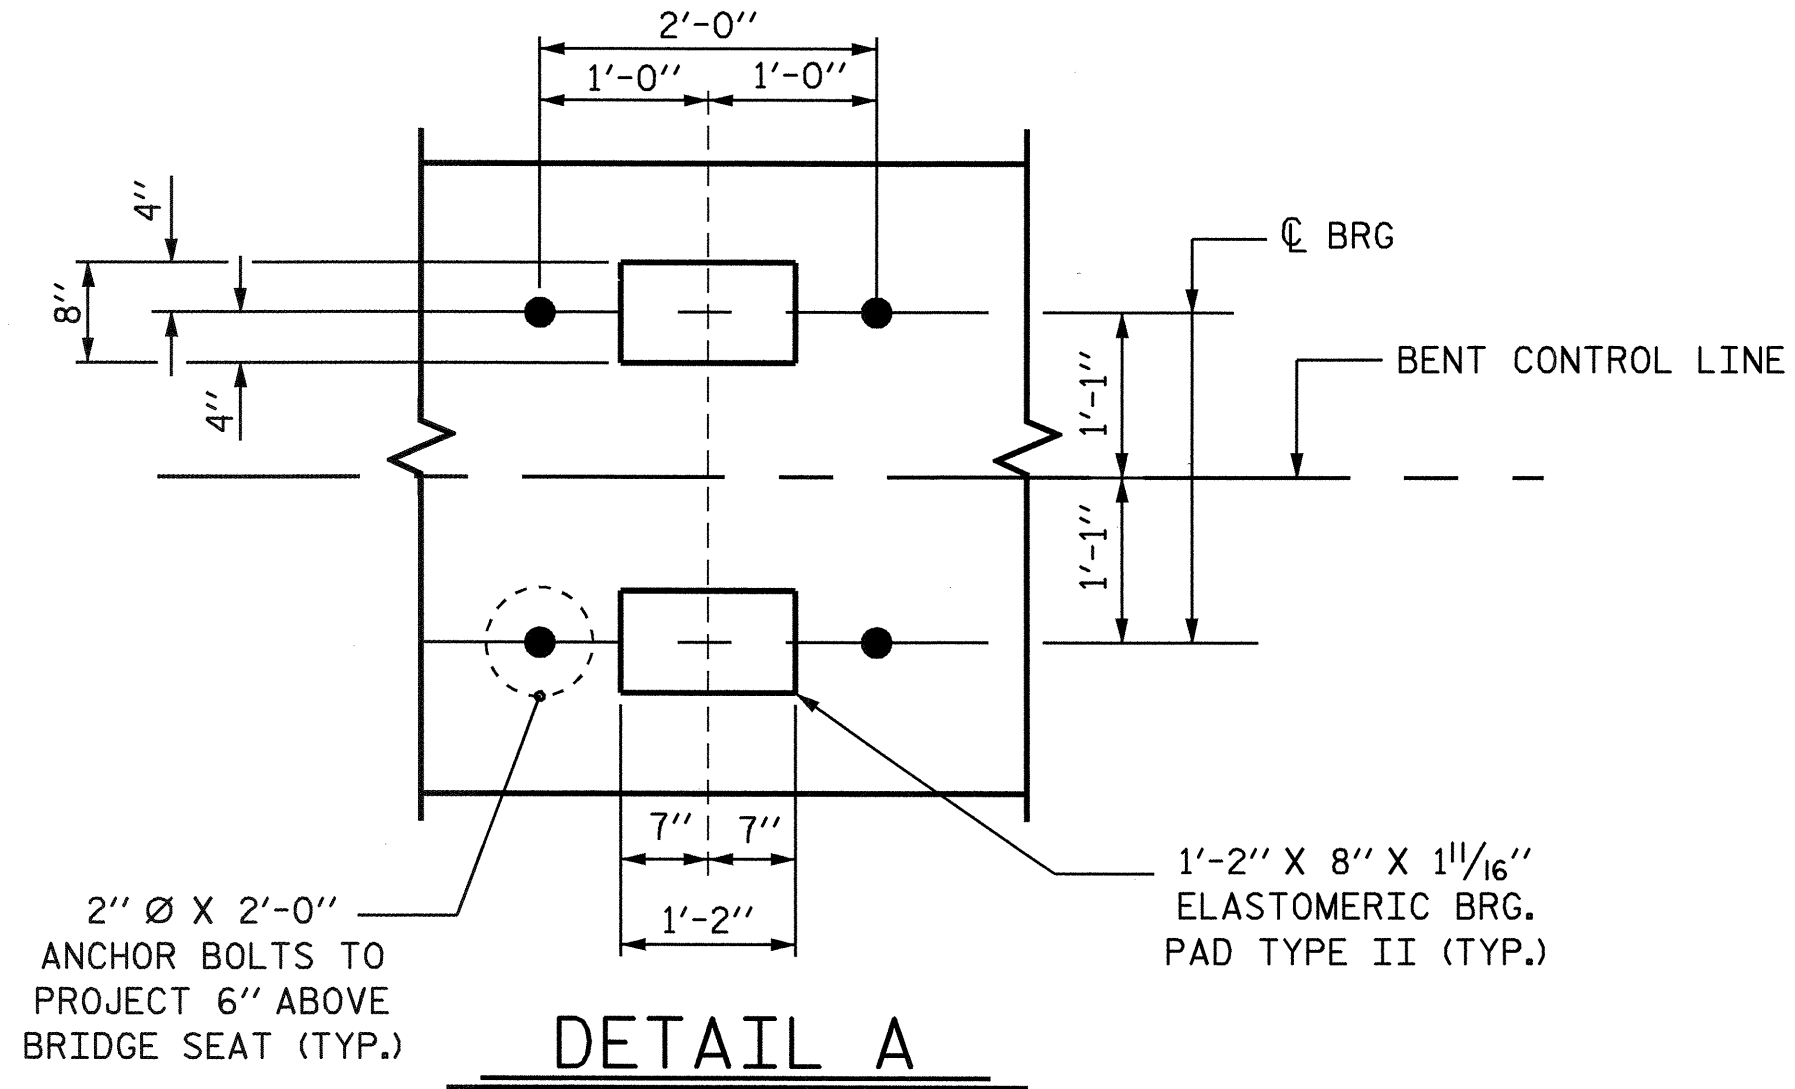 2'-0"
1'-0" 1'-0"
4"
8"
4"
℄ BRG
BENT CONTROL LINE
1'-1"
1'-1"
7" 7"
1'-2"
2" Ø X 2'-0"
ANCHOR BOLTS TO
PROJECT 6" ABOVE
BRIDGE SEAT (TYP.)
1'-2" X 8" X 1 11/16"
ELASTOMERIC BRG.
PAD TYPE II (TYP.)
DETAIL A